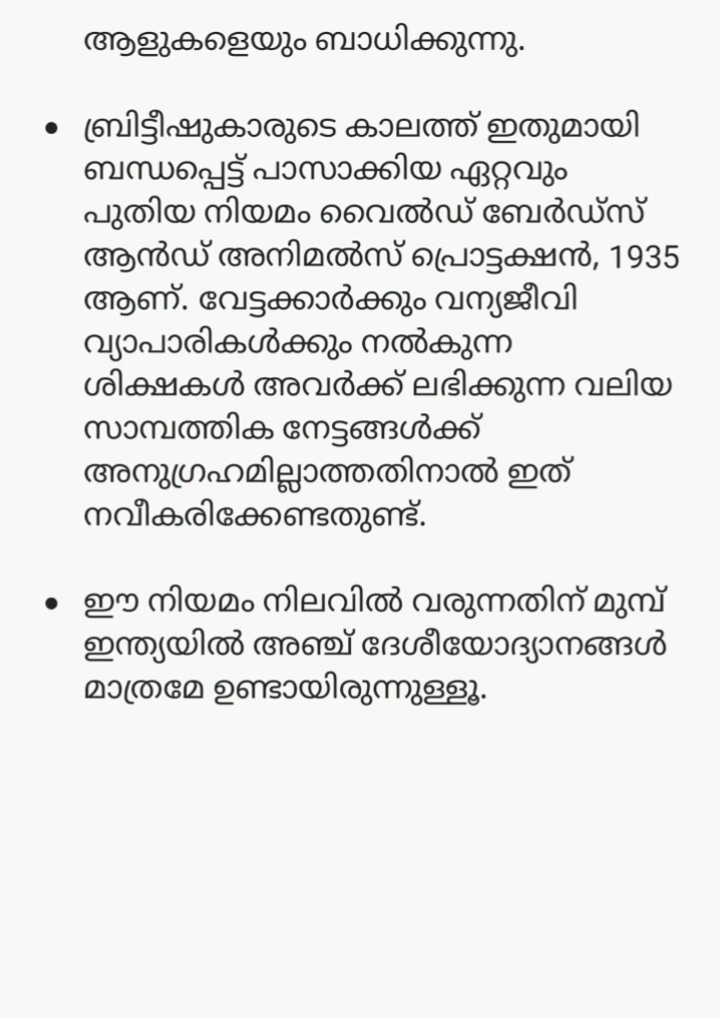 ആളുകളെയും ബാധിക്കുന്നു.
• ബ്രിട്ടീഷുകാരുടെ കാലത്ത് ഇതുമായി
ബന്ധപ്പെട്ട് പാസാക്കിയ ഏറ്റവും
പുതിയ നിയമം വൈൽഡ് ബേർഡ്സ്
ആൻഡ് അനിമൽസ് പ്രൊട്ടക്ഷൻ, 1935
ആണ്. വേട്ടക്കാർക്കും വന്യജീവി
വ്യാപാരികൾക്കും നൽകുന്ന
ശിക്ഷകൾ അവർക്ക് ലഭിക്കുന്ന വലിയ
സാമ്പത്തിക നേട്ടങ്ങൾക്ക്
അനുഗ്രഹമില്ലാത്തതിനാൽ ഇത്
നവീകരിക്കേണ്ടതുണ്ട്.
• ഈ നിയമം നിലവിൽ വരുന്നതിന് മുമ്പ്
ഇന്ത്യയിൽ അഞ്ച് ദേശീയോദ്യാനങ്ങൾ
മാത്രമേ ഉണ്ടായിരുന്നുള്ളൂ.